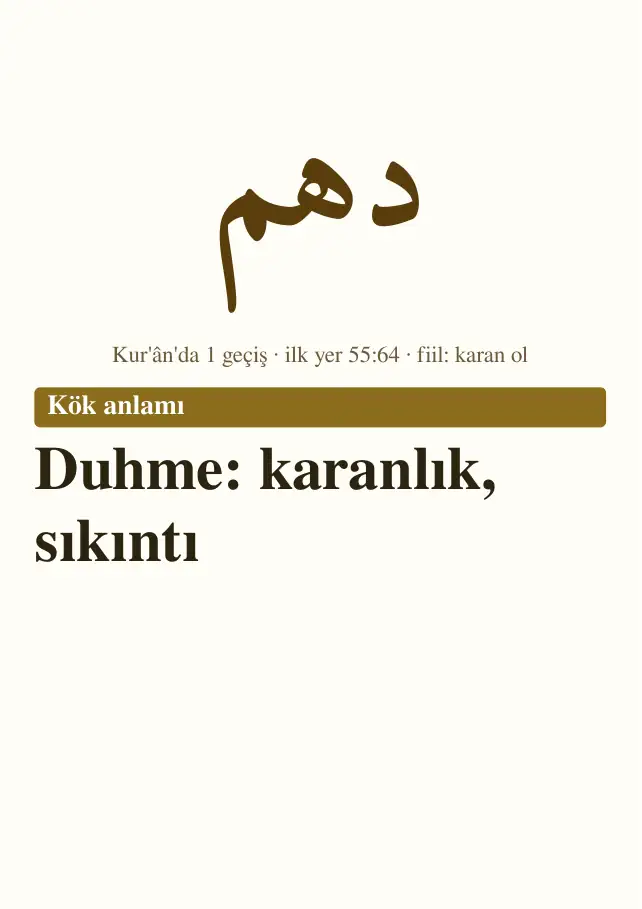 دهم
Kur'ân'da 1 geçiş · ilk yer 55:64 · fiil: karan ol
Kök anlamı
Duhme: karanlık,
sıkıntı